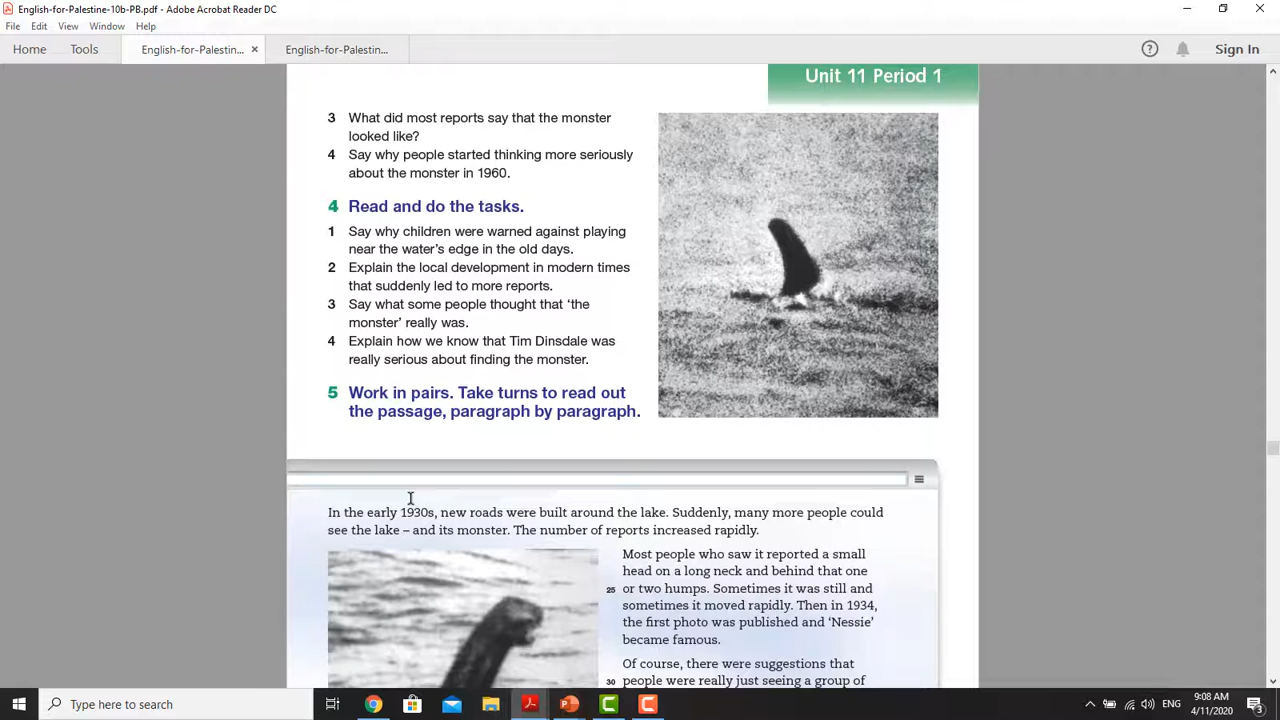 English-for-Palestine-10b-PB.pdf - Adobe Acrobat Reader DC
File Edit View Window Help
Home Tools English-for-Palestin... × English-for-Palestin... Sign In
Unit 11 Period 1
3 What did most reports say that the monster
looked like?
4 Say why people started thinking more seriously
about the monster in 1960.
4 Read and do the tasks.
1 Say why children were warned against playing
near the water's edge in the old days.
2 Explain the local development in modern times
that suddenly led to more reports.
3 Say what some people thought that 'the
monster' really was.
4 Explain how we know that Tim Dinsdale was
really serious about finding the monster.
5 Work in pairs. Take turns to read out
the passage, paragraph by paragraph.
In the early 1930s, new roads were built around the lake. Suddenly, many more people could
see the lake – and its monster. The number of reports increased rapidly.
Most people who saw it reported a small
head on a long neck and behind that one
25 or two humps. Sometimes it was still and
sometimes it moved rapidly. Then in 1934,
the first photo was published and 'Nessie'
became famous.
Of course, there were suggestions that
30 people were really just seeing a group of
Type here to search
ENG
9:08 AM
4/11/2020
3